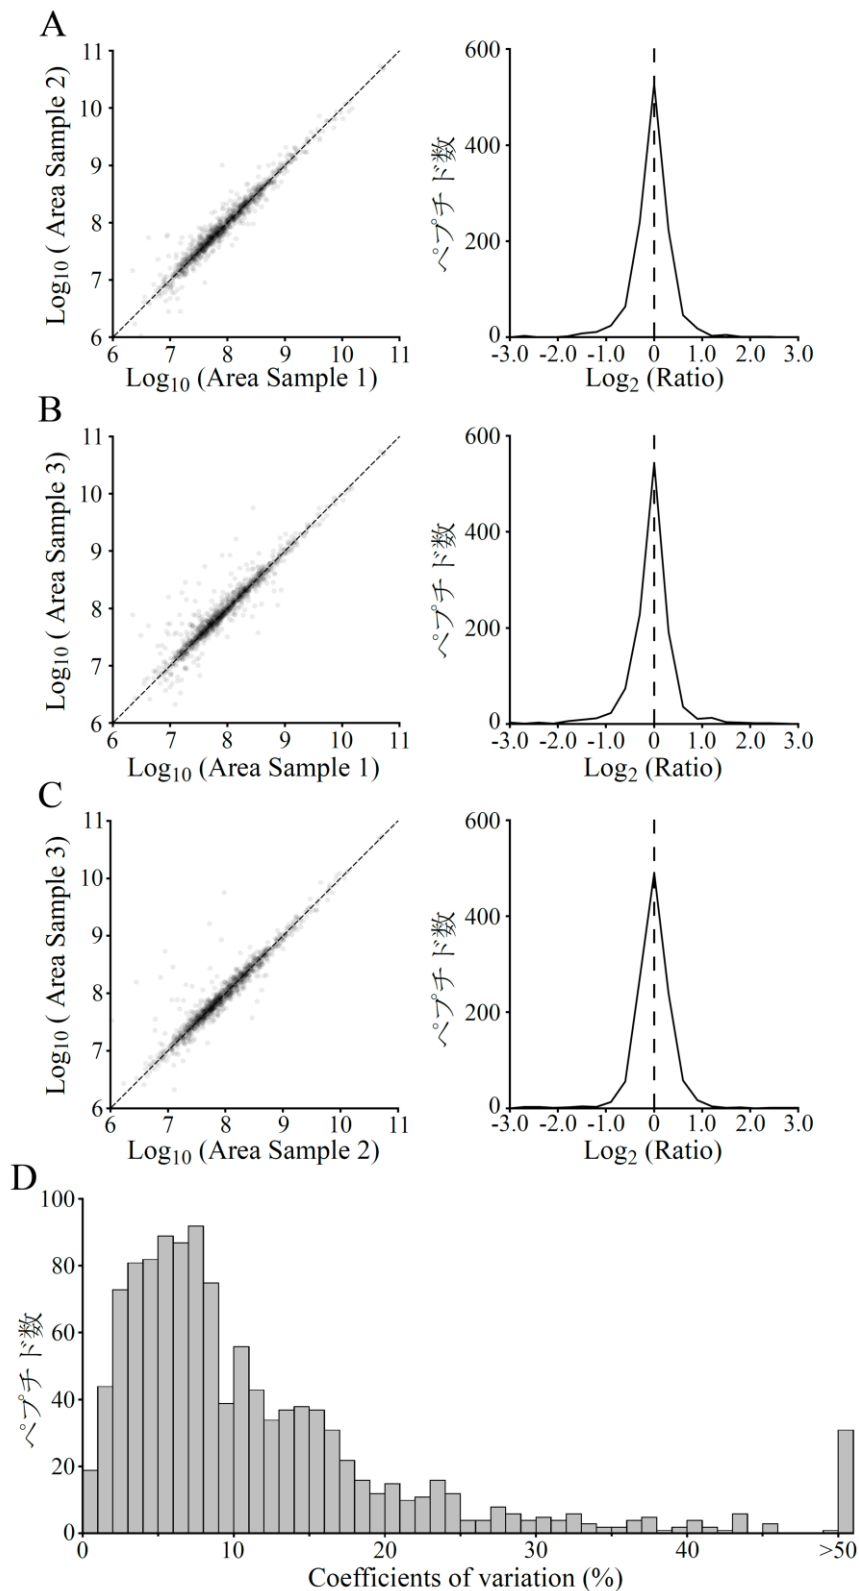 A
11
10
9
8
7
6
6 7 8 9 10 11
Log₁₀ ( Area Sample 2)
Log₁₀ (Area Sample 1)
600
400
200
0
-3.0 -2.0 -1.0 0 1.0 2.0 3.0
ペプチド数
Log₂ (Ratio)
B
11
10
9
8
7
6
6 7 8 9 10 11
Log₁₀ ( Area Sample 3)
Log₁₀ (Area Sample 1)
600
400
200
0
-3.0 -2.0 -1.0 0 1.0 2.0 3.0
ペプチド数
Log₂ (Ratio)
C
11
10
9
8
7
6
6 7 8 9 10 11
Log₁₀ ( Area Sample 3)
Log₁₀ (Area Sample 2)
600
400
200
0
-3.0 -2.0 -1.0 0 1.0 2.0 3.0
ペプチド数
Log₂ (Ratio)
D
100
80
60
40
20
0
0 10 20 30 40 >50
ペプチド数
Coefficients of variation (%)